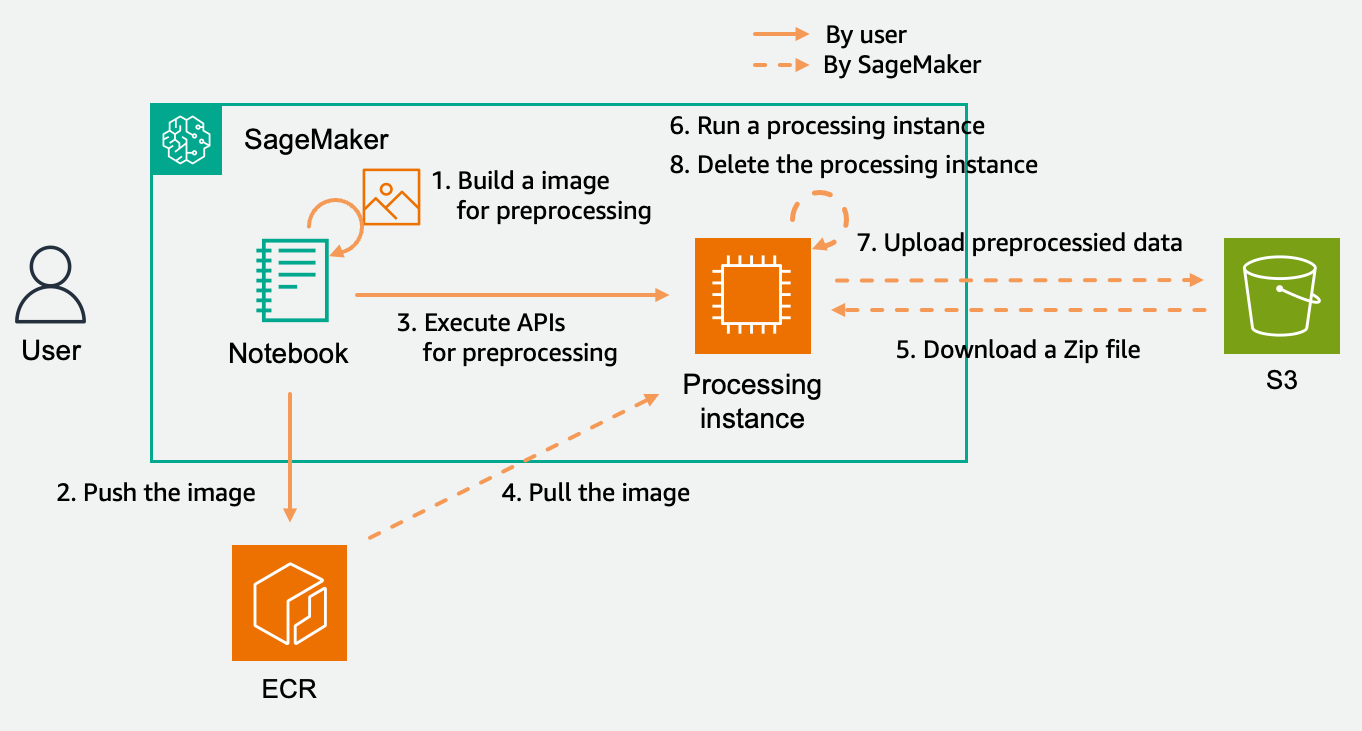 By user
By SageMaker
SageMaker
6. Run a processing instance
8. Delete the processing instance
1. Build a image
for preprocessing
7. Upload preprocessied data
3. Execute APIs
for preprocessing
5. Download a Zip file
User
Notebook
Processing
instance
S3
2. Push the image
4. Pull the image
ECR